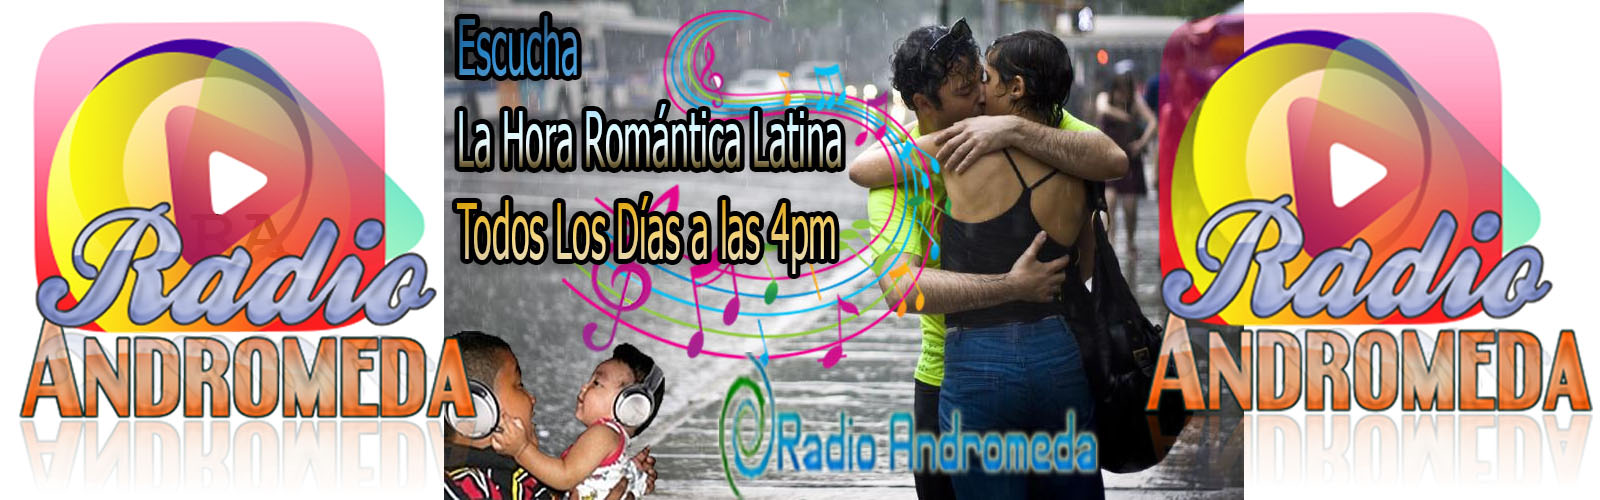 Radio
ANDROMEDA
Escucha
La Hora Romántica Latina
Todos Los Días a las 4pm
Radio Andromeda
Radio
ANDROMEDA